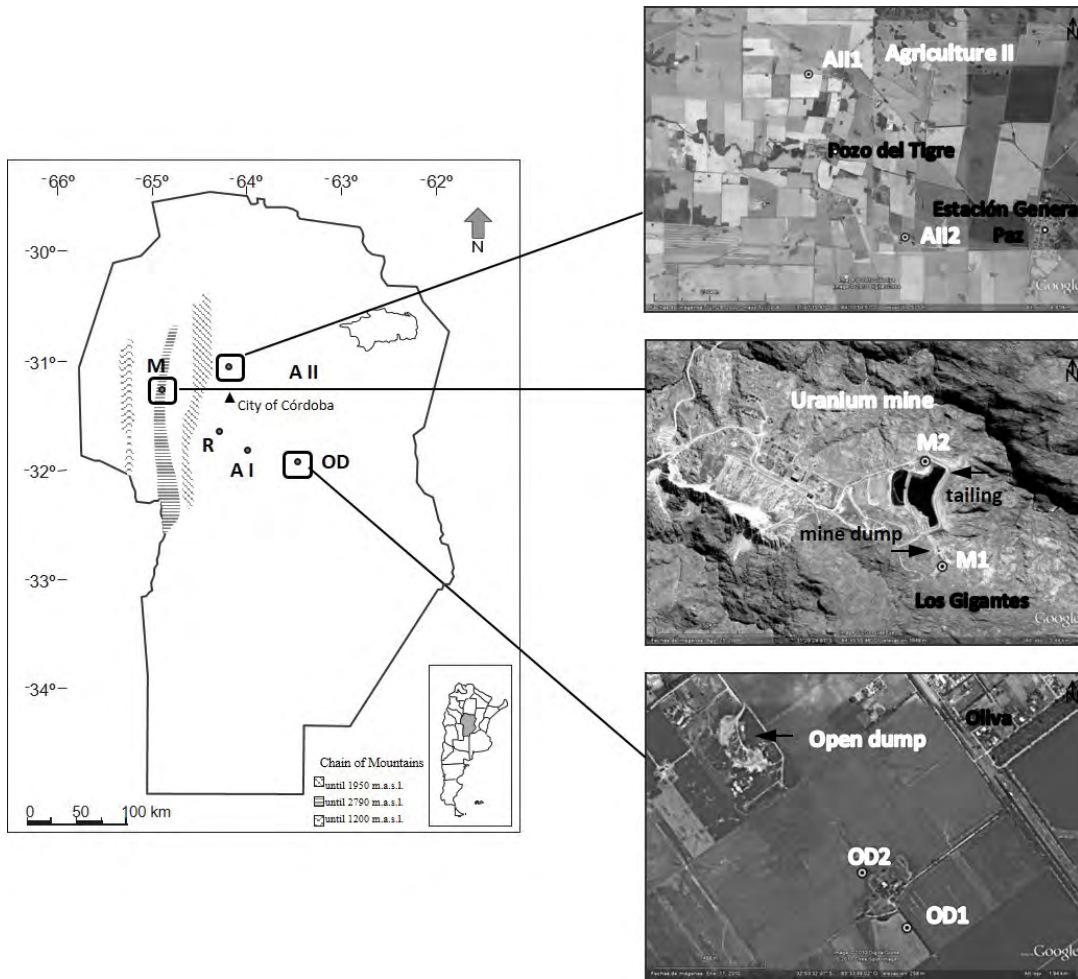 -66º -65º -64º -63º -62º
-30º
-31º
-32º
-33º
-34º
N
M
A II
City of Córdoba
R
A I
OD
Chain of Mountains
until 1950 m.a.s.l.
until 2790 m.a.s.l.
until 1200 m.a.s.l.
0 50 100 km
N
Agriculture II
AII1
Pozo del Tigre
Estación Genera
Paz
AII2
Google
N
Uranium mine
M2
tailing
mine dump
M1
Los Gigantes
Google
Oliva
Open dump
OD2
OD1
Google